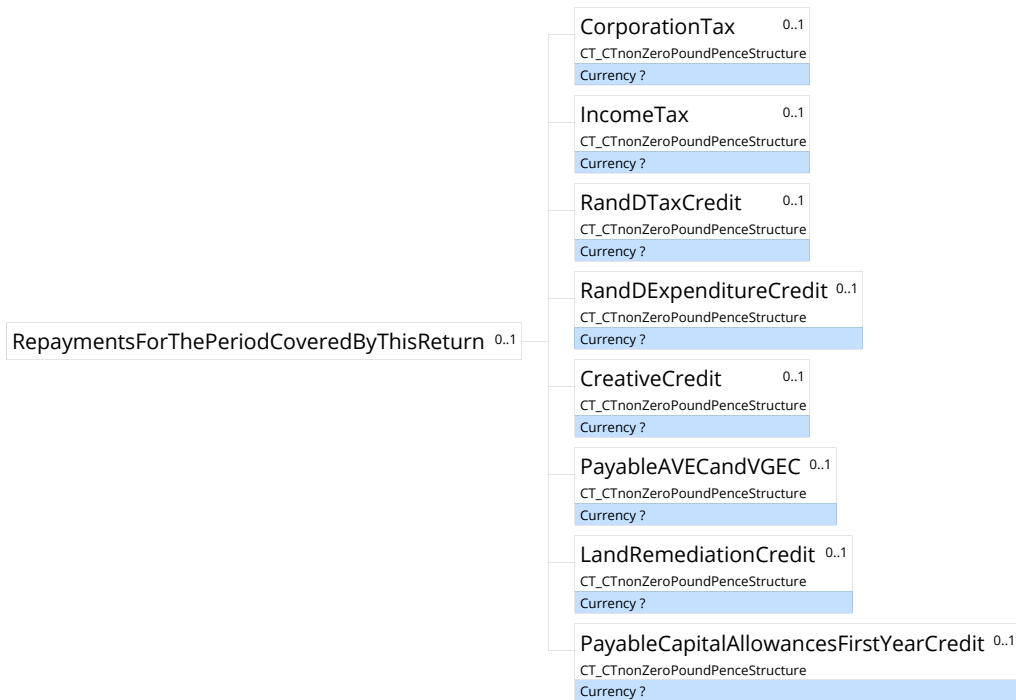 CorporationTax 0..1
CT_CTnonZeroPoundPenceStructure
Currency ?
IncomeTax 0..1
CT_CTnonZeroPoundPenceStructure
Currency ?
RandDTaxCredit 0..1
CT_CTnonZeroPoundPenceStructure
Currency ?
RandDExpenditureCredit 0..1
CT_CTnonZeroPoundPenceStructure
Currency ?
RepaymentsForThePeriodCoveredByThisReturn 0..1
CreativeCredit 0..1
CT_CTnonZeroPoundPenceStructure
Currency ?
PayableAVECandVGEC 0..1
CT_CTnonZeroPoundPenceStructure
Currency ?
LandRemediationCredit 0..1
CT_CTnonZeroPoundPenceStructure
Currency ?
PayableCapitalAllowancesFirstYearCredit 0..1
CT_CTnonZeroPoundPenceStructure
Currency ?